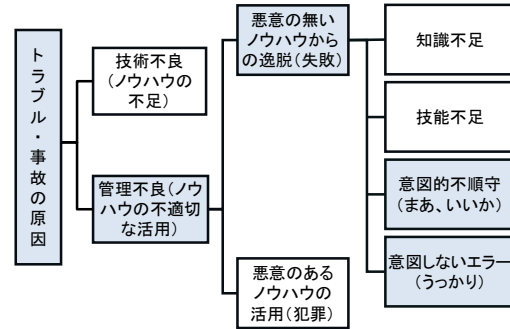 トラブル・事故の原因
技術不良
(ノウハウの
不足)
管理不良(ノウ
ハウの不適切
な活用)
悪意の無い
ノウハウから
の逸脱(失敗)
悪意のある
ノウハウの
活用(犯罪)
知識不足
技能不足
意図的不順守
(まあ、いいか)
意図しないエラー
(うっかり)